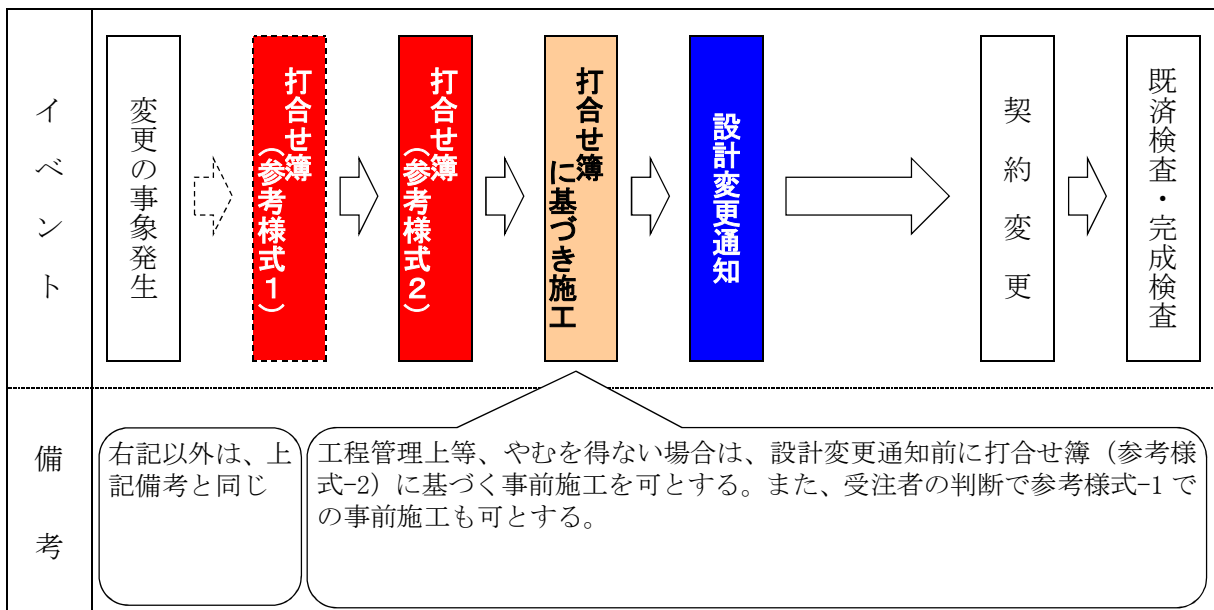 イベント
変更の事象発生
打合せ簿
（参考様式１）
打合せ簿
（参考様式２）
打合せ簿
に基づき施工
設計変更通知
契約変更
既済検査・完成検査
備考
右記以外は、上
記備考と同じ
工程管理上等、やむを得ない場合は、設計変更通知前に打合せ簿（参考様
式-2）に基づく事前施工を可とする。また、受注者の判断で参考様式-1で
の事前施工も可とする。